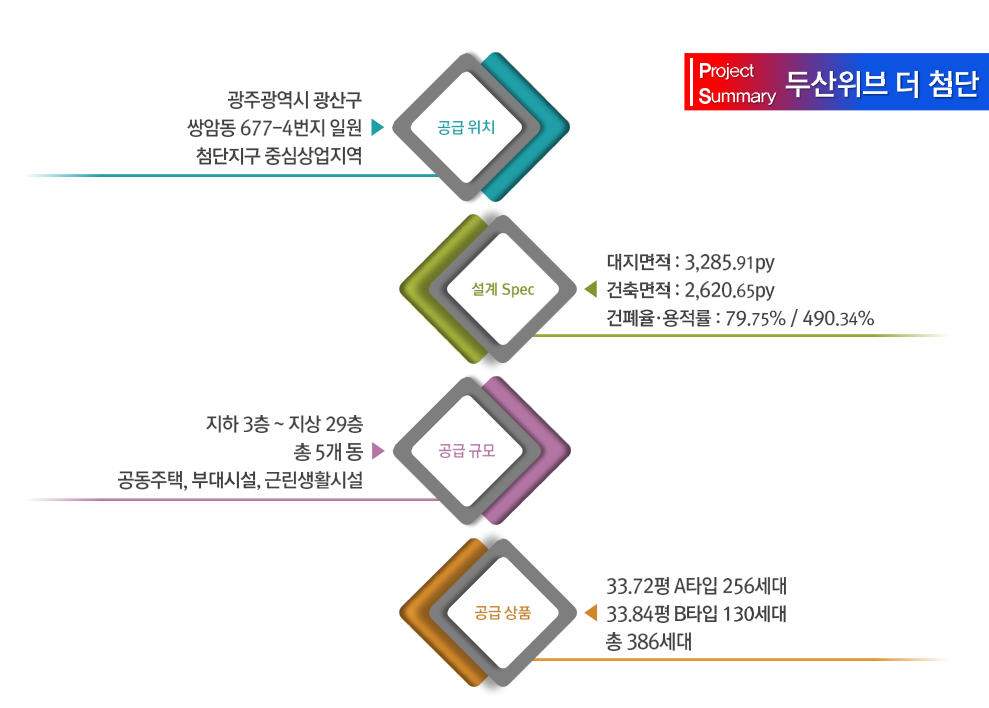 Project
Summary
두산위브 더 첨단
광주광역시 광산구
쌍암동 677-4번지 일원
첨단지구 중심상업지역
공급 위치
설계 Spec
대지면적 : 3,285.91py
건축면적 : 2,620.65py
건폐율·용적률 : 79.75% / 490.34%
지하 3층 ~ 지상 29층
총 5개 동
공동주택, 부대시설, 근린생활시설
공급 규모
공급 상품
33.72평 A타입 256세대
33.84평 B타입 130세대
총 386세대